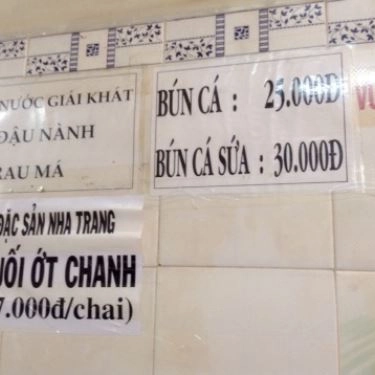 NƯỚC GIẢI KHÁT
ĐẬU NÀNH
RAU MÁ
BÚN CÁ : 25.000Đ
BÚN CÁ SỨA : 30.000Đ
ĐẶC SẢN NHA TRANG
ỚT CHANH
7.000đ/chai)